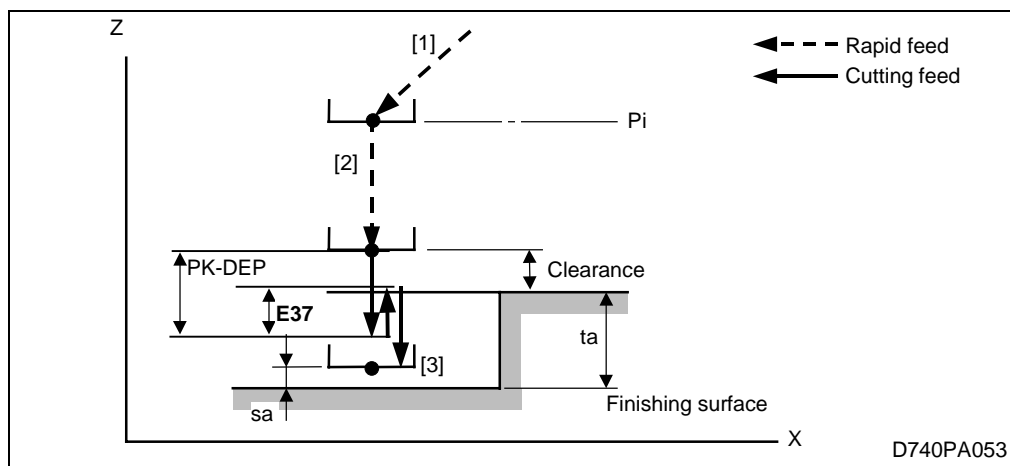 Z
[1]
Rapid feed
Cutting feed
Pi
[2]
PK-DEP
Clearance
E37
ta
[3]
Finishing surface
sa
X
D740PA053